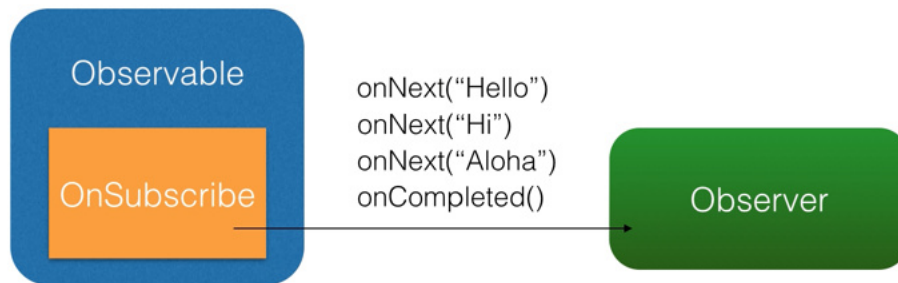 Observable
OnSubscribe
onNext(“Hello”)
onNext(“Hi”)
onNext(“Aloha”)
onCompleted()
Observer